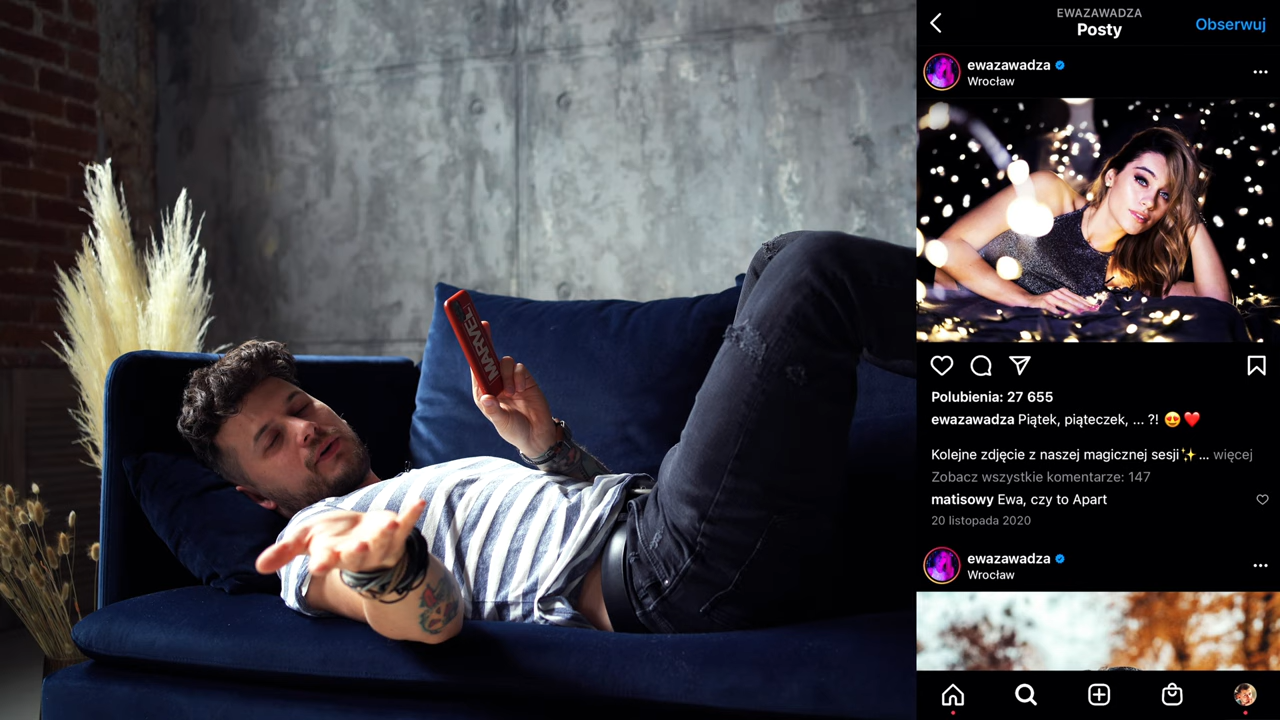 MARVEL
EWAZAWADZA
Posty
Obserwuj
ewazawadza
Wrocław
Polubienia: 27 655
ewazawadza Piątek, piąteczek, ... ?! 😍❤️
Kolejne zdjęcie z naszej magicznej sesji✨... więcej
Zobacz wszystkie komentarze: 147
matisowy Ewa, czy to Apart
20 listopada 2020
ewazawadza
Wrocław